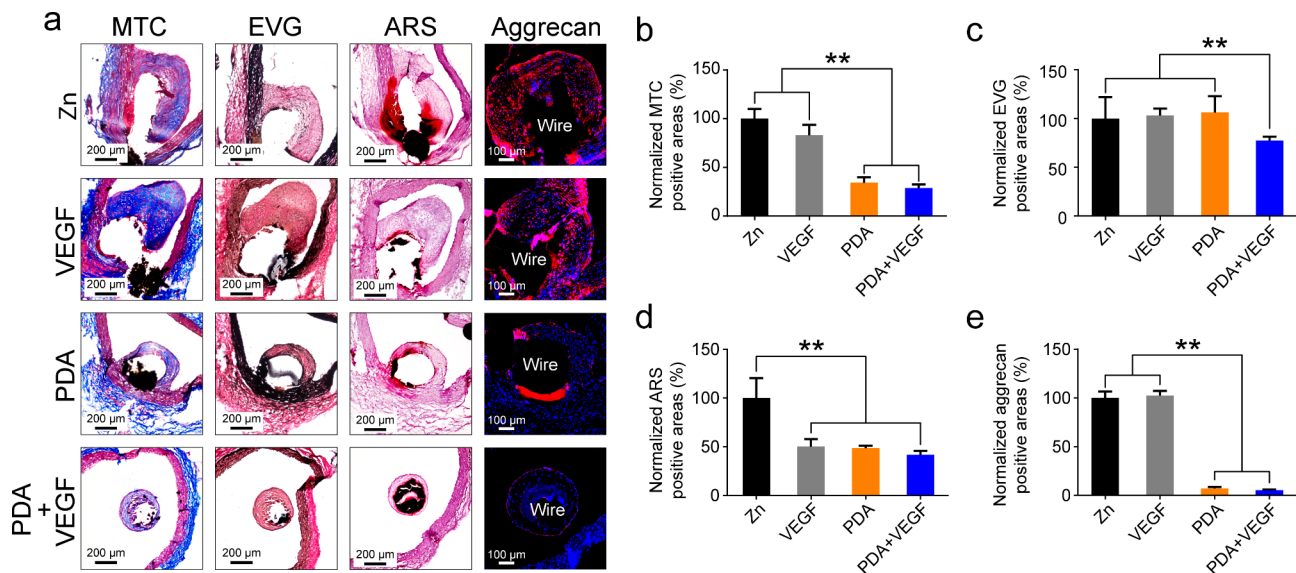 a
MTC
EVG
ARS
Aggrecan
Zn
200 µm
200 µm
200 µm
Wire
100 µm
VEGF
200 µm
200 µm
200 µm
Wire
100 µm
PDA
200 µm
200 µm
200 µm
Wire
100 µm
PDA
+
VEGF
200 µm
200 µm
200 µm
Wire
100 µm
b
Normalized MTC
positive areas (%)
150
100
50
0
**
Zn
VEGF
PDA
PDA+VEGF
c
Normalized EVG
positive areas (%)
150
100
50
0
**
Zn
VEGF
PDA
PDA+VEGF
d
Normalized ARS
positive areas (%)
150
100
50
0
**
Zn
VEGF
PDA
PDA+VEGF
e
Normalized aggrecan
positive areas (%)
150
100
50
0
**
Zn
VEGF
PDA
PDA+VEGF